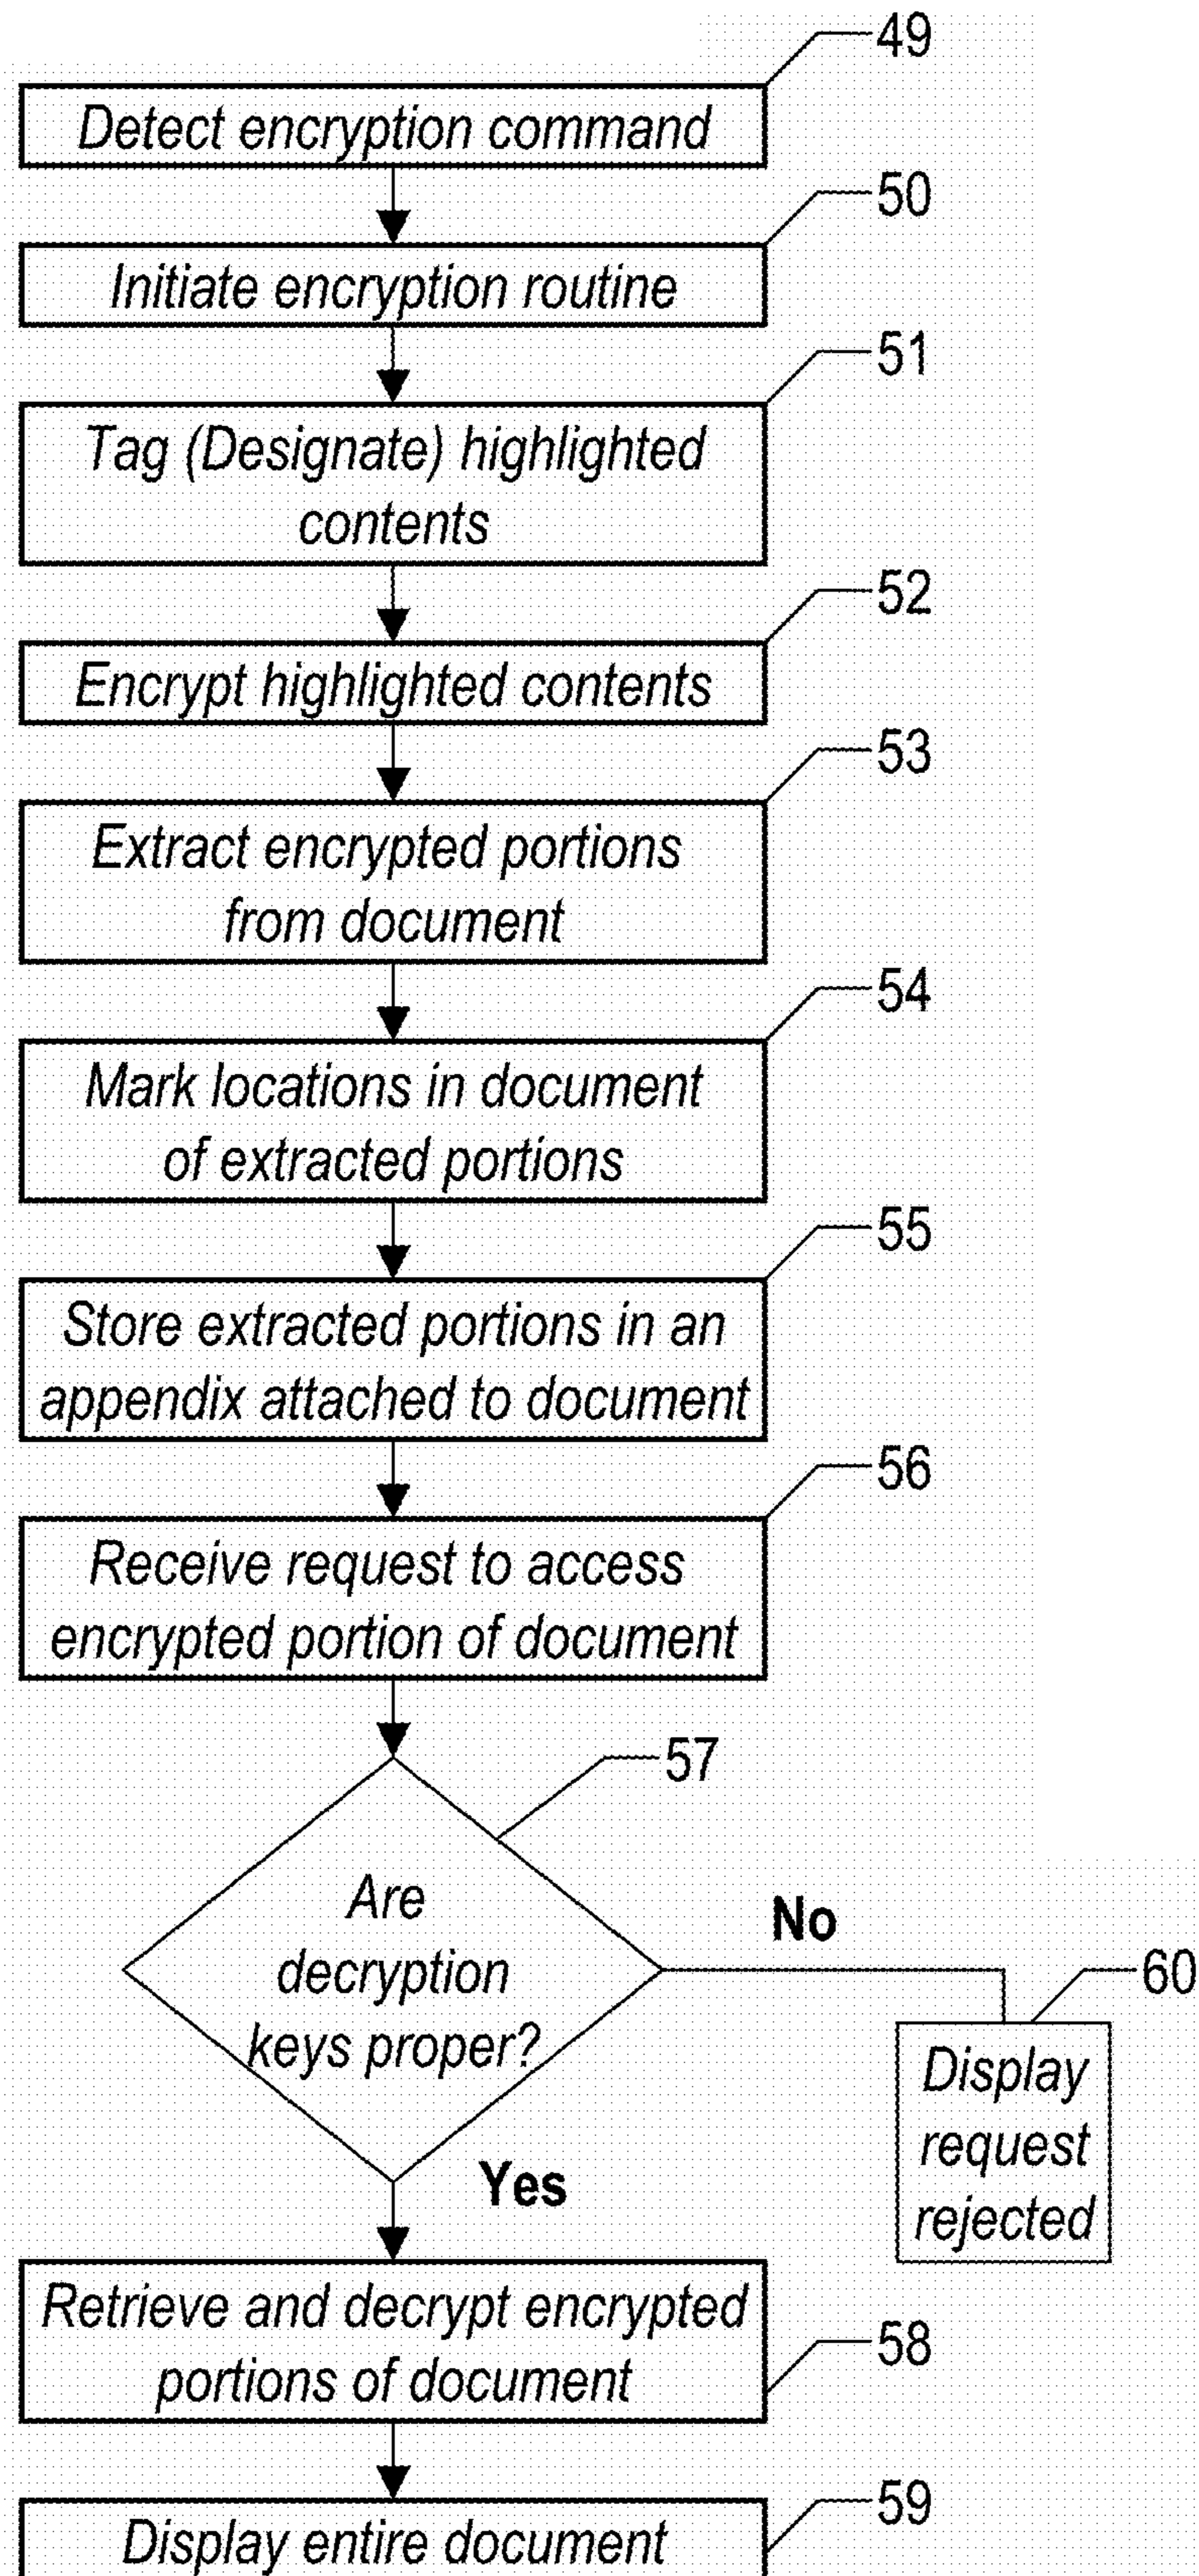 49
Detect encryption command
50
Initiate encryption routine
51
Tag (Designate) highlighted
contents
52
Encrypt highlighted contents
53
Extract encrypted portions
from document
54
Mark locations in document
of extracted portions
55
Store extracted portions in an
appendix attached to document
56
Receive request to access
encrypted portion of document
57
Are
decryption
keys proper?
No
60
Display
request
rejected
Yes
Retrieve and decrypt encrypted
portions of document
58
59
Display entire document